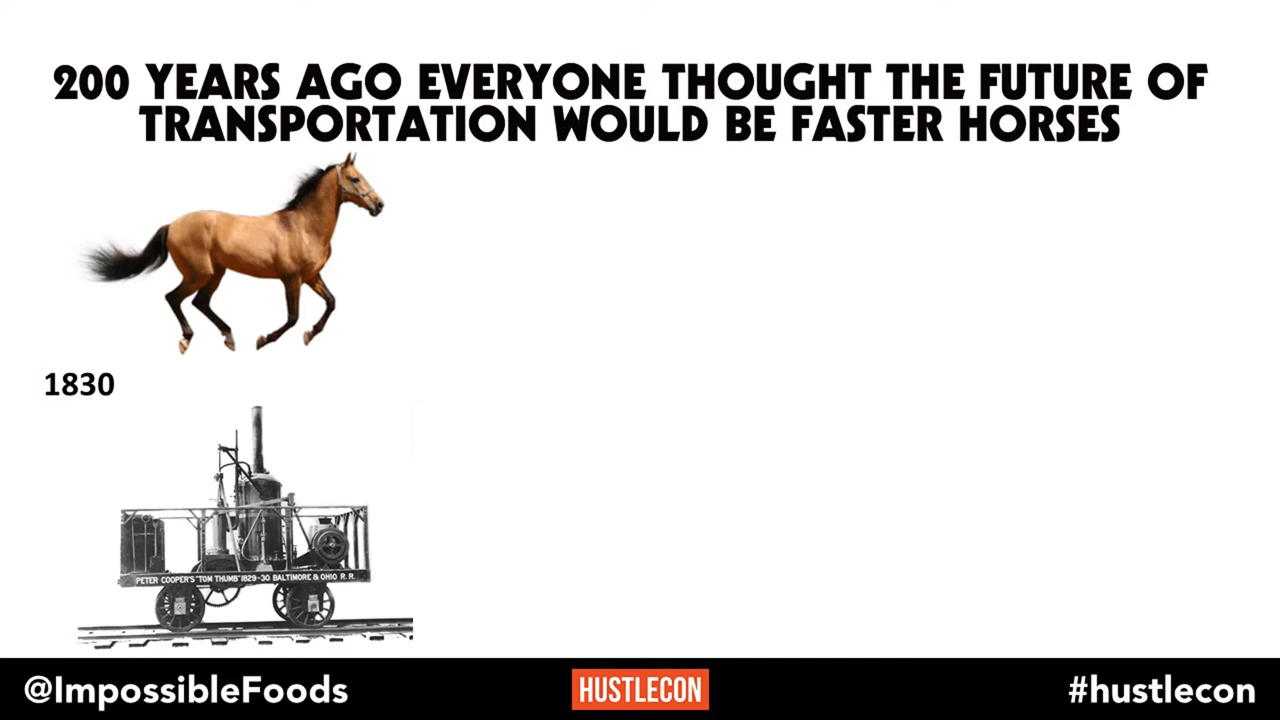 200 YEARS AGO EVERYONE THOUGHT THE FUTURE OF
TRANSPORTATION WOULD BE FASTER HORSES
1830
PETER COOPER'S "TOM THUMB" 1829-30 BALTIMORE & OHIO R. R.
@ImpossibleFoods
HUSTLECON
#hustlecon